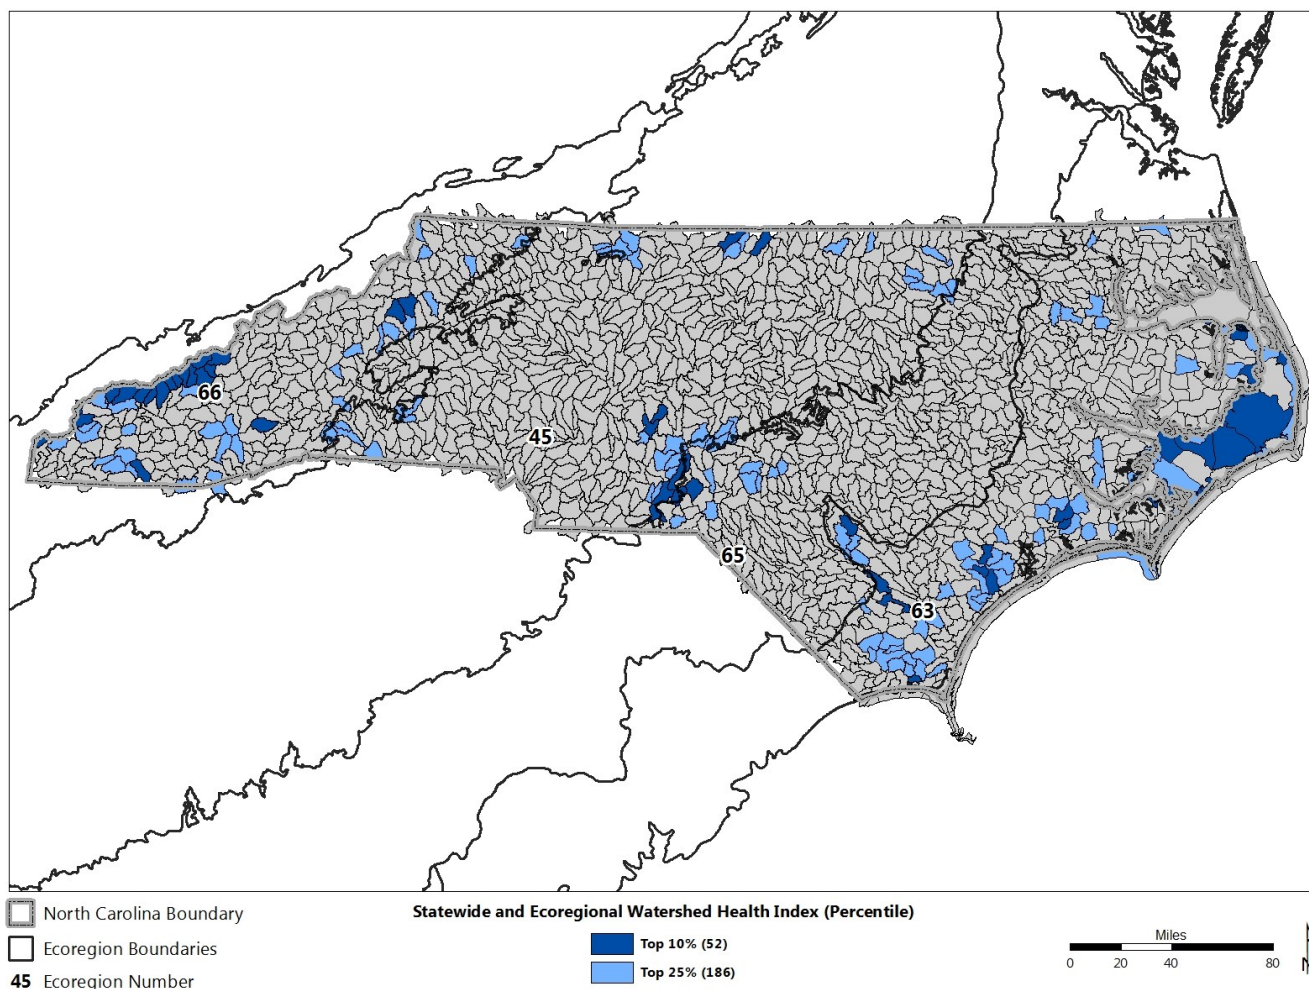 66
45
65
63
North Carolina Boundary
Ecoregion Boundaries
45 Ecoregion Number
Statewide and Ecoregional Watershed Health Index (Percentile)
Top 10% (52)
Top 25% (186)
Miles
0 20 40 80